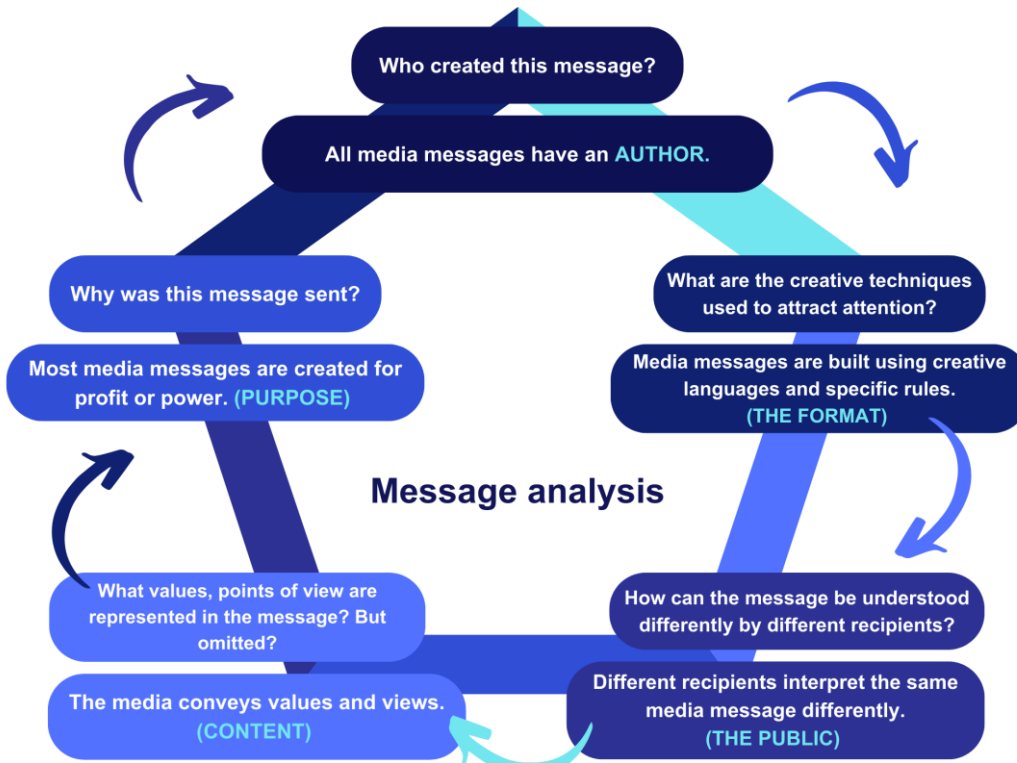 Who created this message?
All media messages have an AUTHOR.
What are the creative techniques
used to attract attention?
Media messages are built using creative
languages and specific rules.
(THE FORMAT)
How can the message be understood
differently by different recipients?
Different recipients interpret the same
media message differently.
(THE PUBLIC)
What values, points of view are
represented in the message? But
omitted?
The media conveys values and views.
(CONTENT)
Why was this message sent?
Most media messages are created for
profit or power. (PURPOSE)
Message analysis